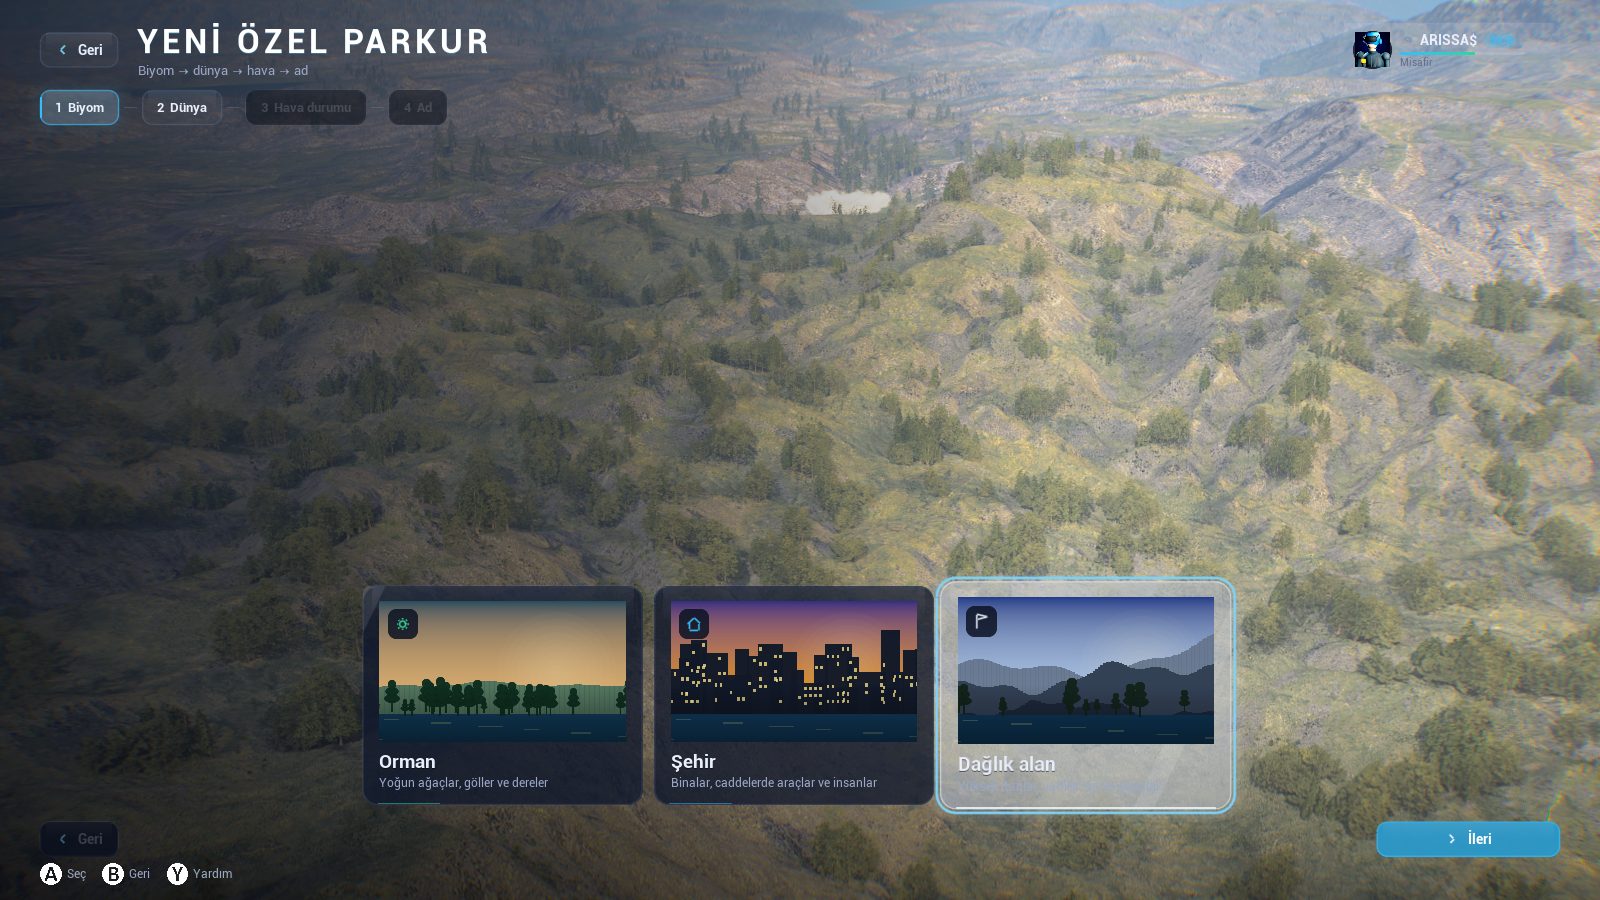 Geri
YENİ ÖZEL PARKUR
Biyom → dünya → hava → ad
ARISSA$
Misafir
1 Biyom
2 Dünya
3 Hava durumu
4 Ad
Orman
Yoğun ağaçlar, göller ve dereler
Şehir
Binalar, caddelerde araçlar ve insanlar
Dağlık alan
Geri
İleri
A Seç B Geri Y Yardım